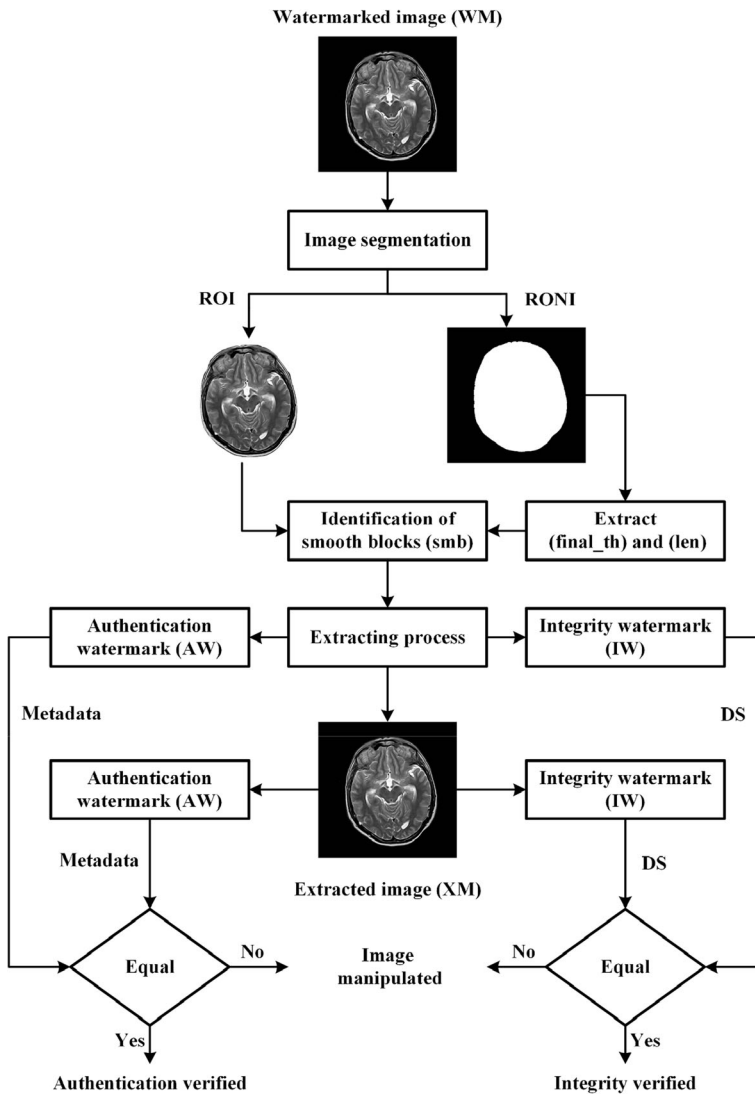 Watermarked image (WM)
Image segmentation
ROI
RONI
Identification of
smooth blocks (smb)
Extract
(final_th) and (len)
Authentication
watermark (AW)
Extracting process
Integrity watermark
(IW)
Metadata
DS
Authentication
watermark (AW)
Integrity watermark
(IW)
Metadata
DS
Extracted image (XM)
Equal
No
Image
manipulated
No
Equal
Yes
Yes
Authentication verified
Integrity verified